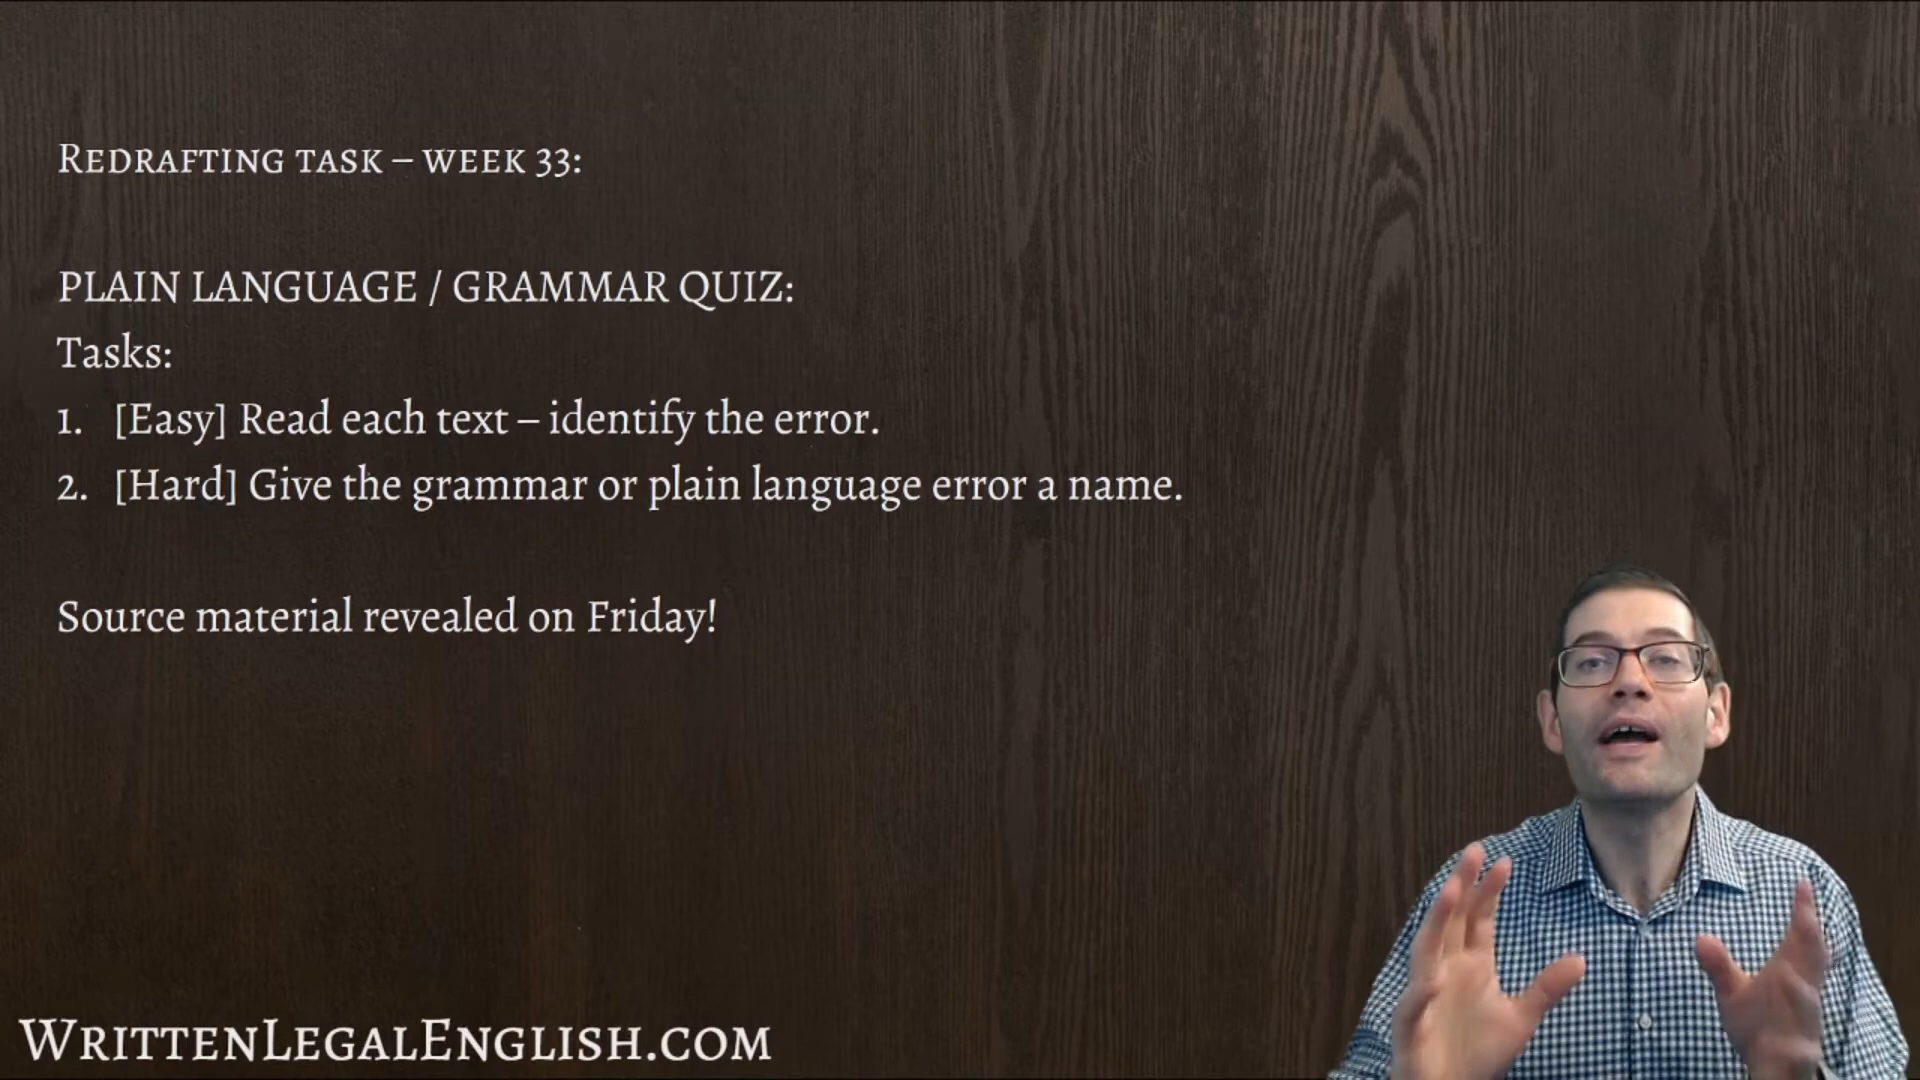 Redrafting task – week 33:
PLAIN LANGUAGE / GRAMMAR QUIZ:
Tasks:
1. [Easy] Read each text – identify the error.
2. [Hard] Give the grammar or plain language error a name.
Source material revealed on Friday!
WrittenLegalEnglish.com